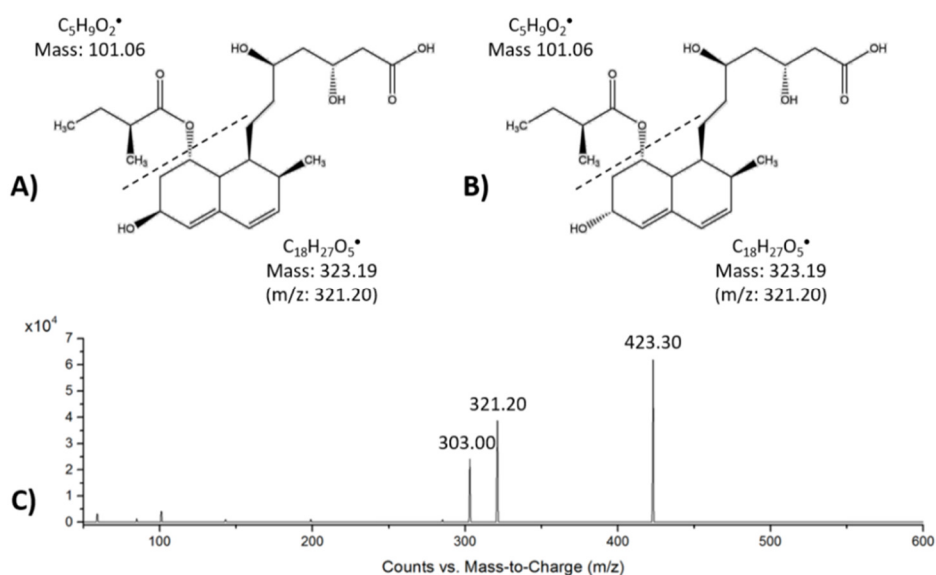 C5H9O2•
Mass: 101.06
HO
OH
OH
O
O
O
H3C
CH3
CH3
HO
A)
C18H27O5•
Mass: 323.19
(m/z: 321.20)
C5H9O2•
Mass 101.06
HO
OH
OH
O
O
O
H3C
CH3
CH3
HO
B)
C18H27O5•
Mass: 323.19
(m/z: 321.20)
C)
x10^4
7
6
5
4
3
2
1
0
303.00
321.20
423.30
100
200
300
400
500
600
Counts vs. Mass-to-Charge (m/z)